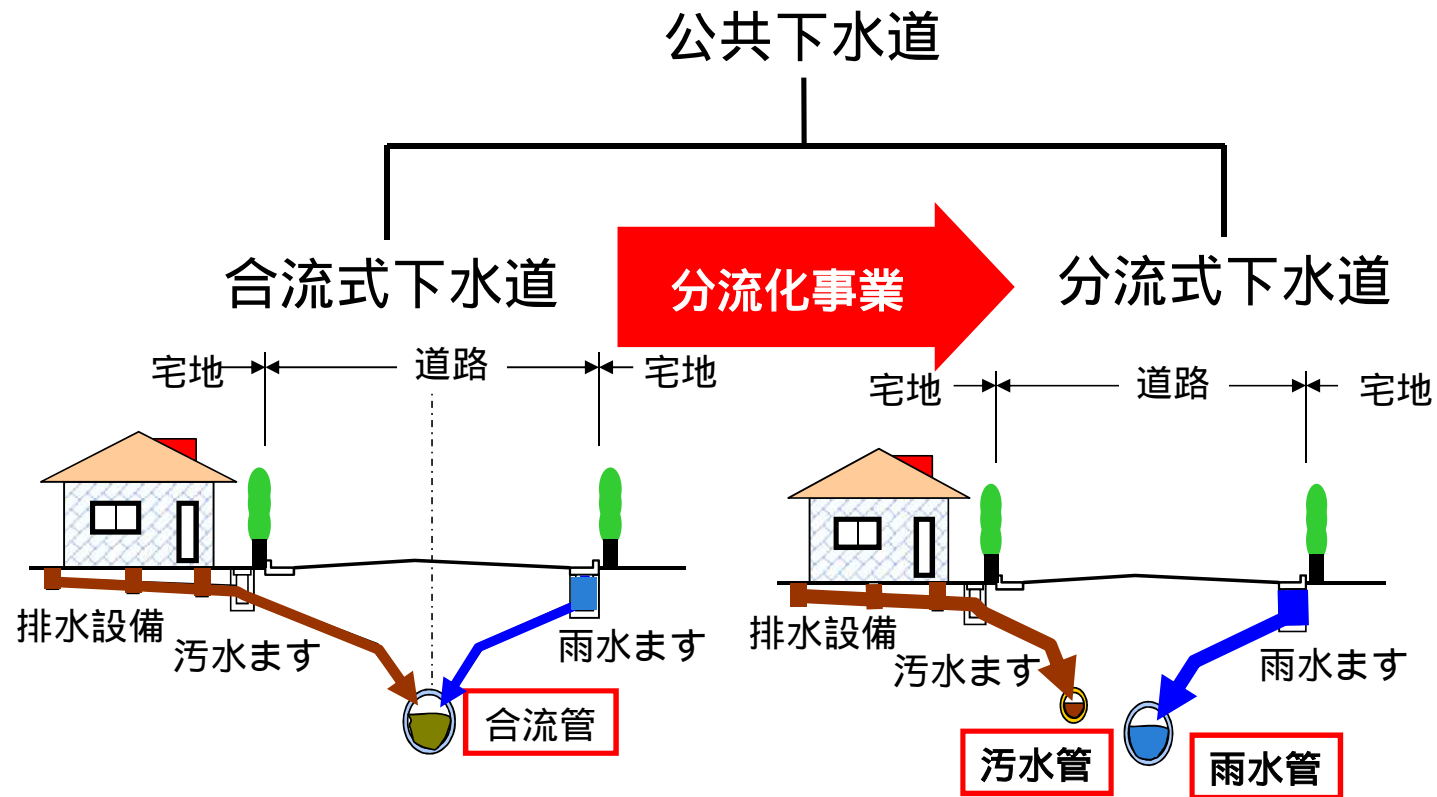 公共下水道
合流式下水道
分流化事業
分流式下水道
宅地
道路
宅地
宅地
道路
宅地
排水設備
汚水ます
雨水ます
合流管
排水設備
汚水ます
雨水ます
汚水管
雨水管